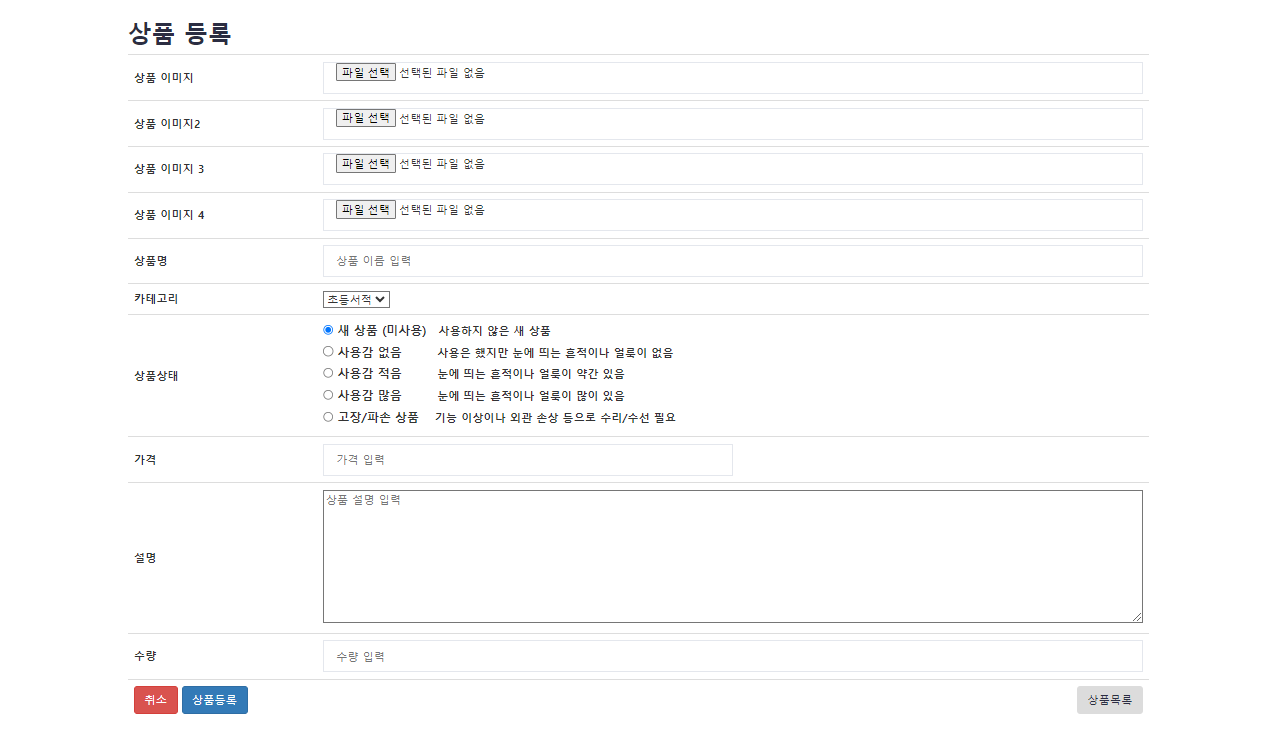 상품 등록
상품 이미지 파일 선택 선택된 파일 없음
상품 이미지2 파일 선택 선택된 파일 없음
상품 이미지 3 파일 선택 선택된 파일 없음
상품 이미지 4 파일 선택 선택된 파일 없음
상품명 상품 이름 입력
카테고리 초등서적
상품상태
새 상품 (미사용) 사용하지 않은 새 상품
사용감 없음 사용은 했지만 눈에 띄는 흔적이나 얼룩이 없음
사용감 적음 눈에 띄는 흔적이나 얼룩이 약간 있음
사용감 많음 눈에 띄는 흔적이나 얼룩이 많이 있음
고장/파손 상품 기능 이상이나 외관 손상 등으로 수리/수선 필요
가격 가격 입력
설명 상품 설명 입력
수량 수량 입력
취소 상품등록 상품목록